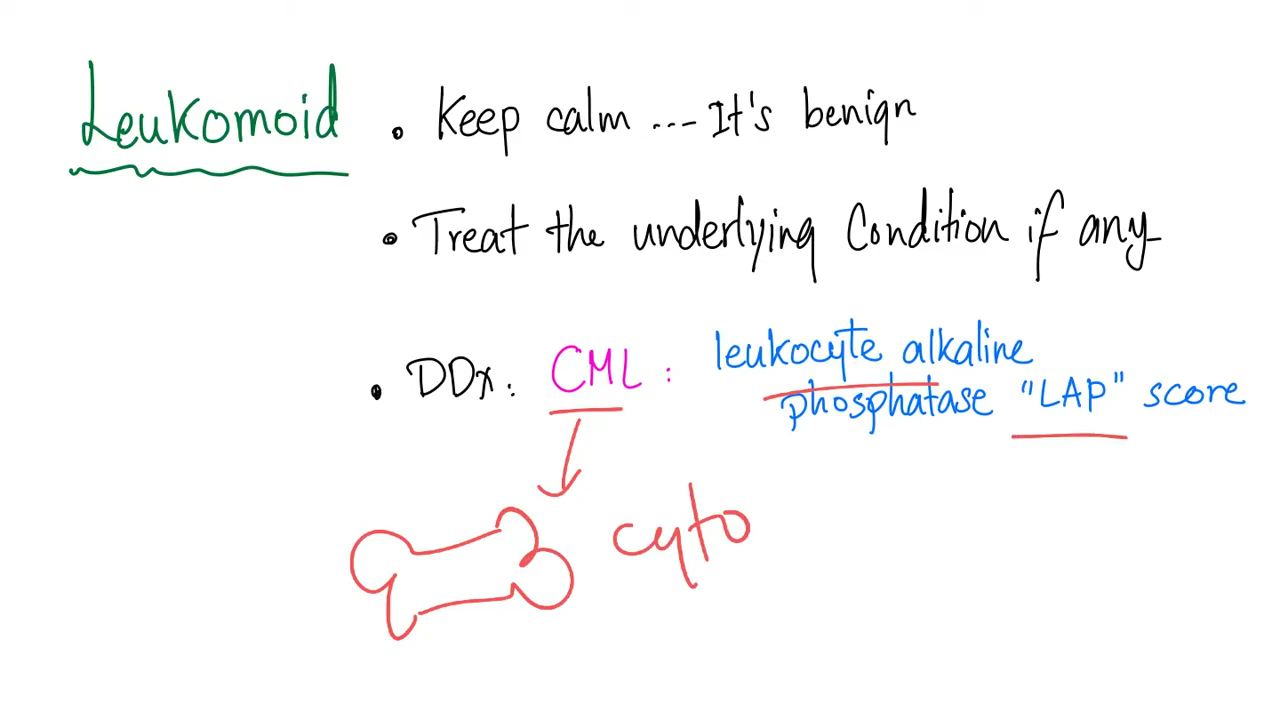 Leukomoid
• Keep calm ... It's benign
• Treat the underlying Condition if any
• DDx : CML : leukocyte alkaline
phosphatase "LAP" score
cyto